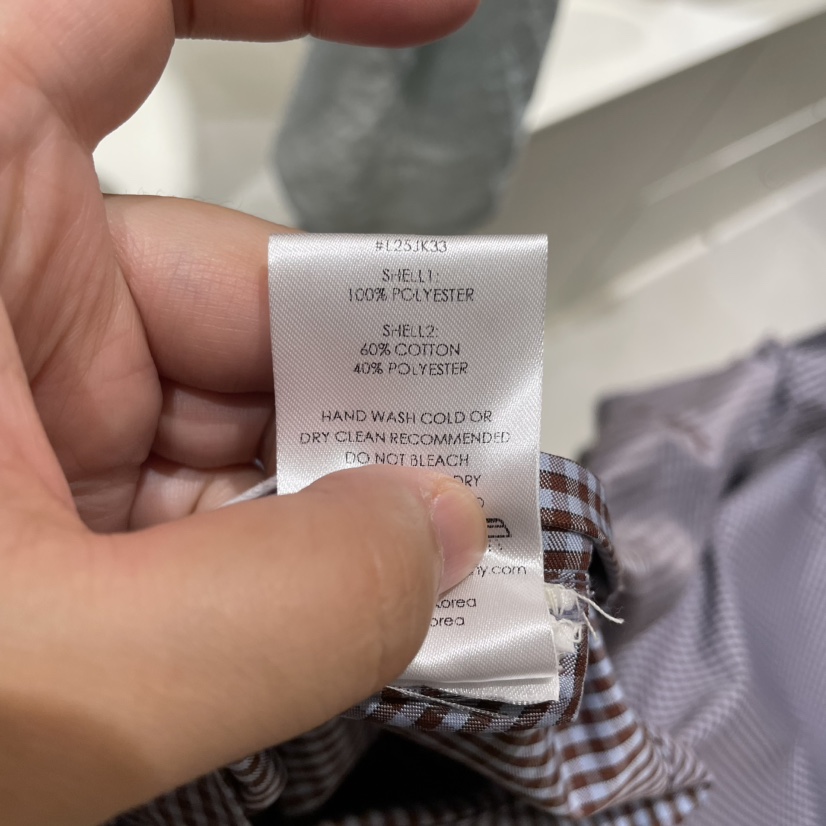 #L25JK33
SHELL1:
100% POLYESTER
SHELL2:
60% COTTON
40% POLYESTER
HAND WASH COLD OR
DRY CLEAN RECOMMENDED
DO NOT BLEACH
DRY